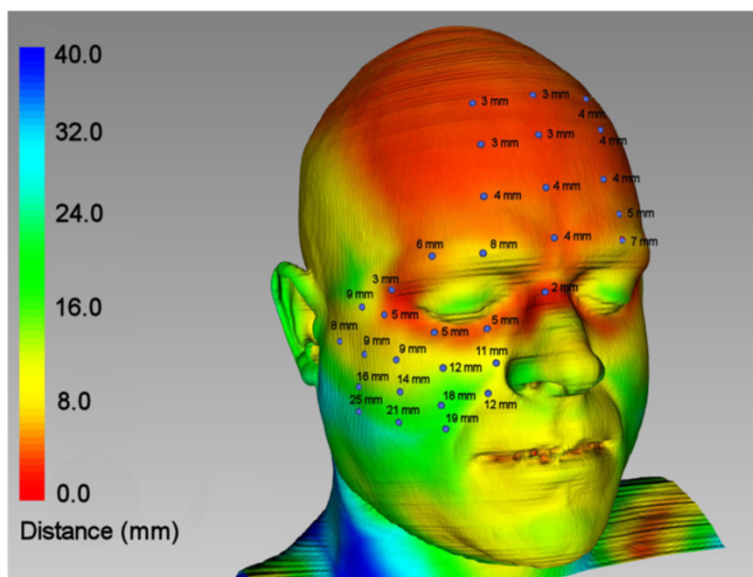 40.0
32.0
24.0
16.0
8.0
0.0
Distance (mm)
3 mm
3 mm
4 mm
3 mm
3 mm
4 mm
4 mm
4 mm
4 mm
5 mm
6 mm
8 mm
4 mm
7 mm
3 mm
2 mm
9 mm
5 mm
5 mm
5 mm
8 mm
9 mm
9 mm
12 mm
11 mm
16 mm
14 mm
18 mm
12 mm
25 mm
21 mm
19 mm